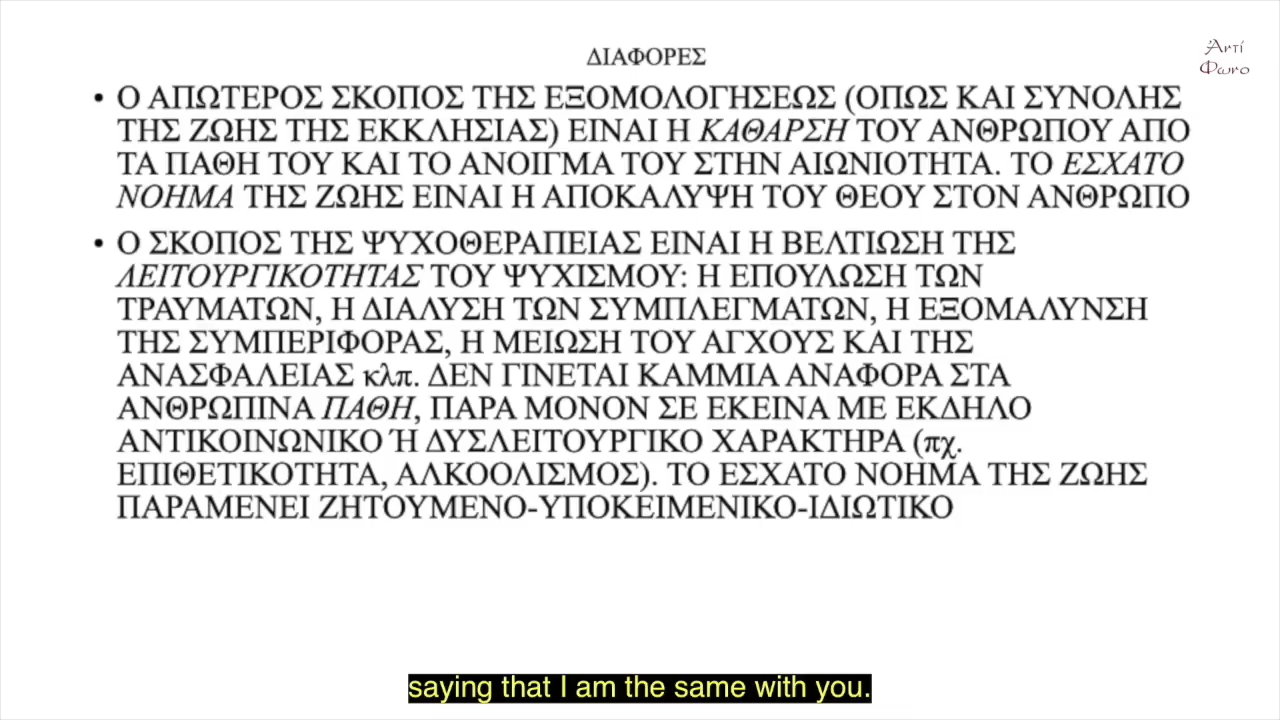 Ἀντί
Φωνο
ΔΙΑΦΟΡΕΣ
• Ο ΑΠΩΤΕΡΟΣ ΣΚΟΠΟΣ ΤΗΣ ΕΞΟΜΟΛΟΓΗΣΕΩΣ (ΟΠΩΣ ΚΑΙ ΣΥΝΟΛΗΣ
ΤΗΣ ΖΩΗΣ ΤΗΣ ΕΚΚΛΗΣΙΑΣ) ΕΙΝΑΙ Η ΚΑΘΑΡΣΗ ΤΟΥ ΑΝΘΡΩΠΟΥ ΑΠΟ
ΤΑ ΠΑΘΗ ΤΟΥ ΚΑΙ ΤΟ ΑΝΟΙΓΜΑ ΤΟΥ ΣΤΗΝ ΑΙΩΝΙΟΤΗΤΑ. ΤΟ ΕΣΧΑΤΟ
ΝΟΗΜΑ ΤΗΣ ΖΩΗΣ ΕΙΝΑΙ Η ΑΠΟΚΑΛΥΨΗ ΤΟΥ ΘΕΟΥ ΣΤΟΝ ΑΝΘΡΩΠΟ
• Ο ΣΚΟΠΟΣ ΤΗΣ ΨΥΧΟΘΕΡΑΠΕΙΑΣ ΕΙΝΑΙ Η ΒΕΛΤΙΩΣΗ ΤΗΣ
ΛΕΙΤΟΥΡΓΙΚΟΤΗΤΑΣ ΤΟΥ ΨΥΧΙΣΜΟΥ: Η ΕΠΟΥΛΩΣΗ ΤΩΝ
ΤΡΑΥΜΑΤΩΝ, Η ΔΙΑΛΥΣΗ ΤΩΝ ΣΥΜΠΛΕΓΜΑΤΩΝ, Η ΕΞΟΜΑΛΥΝΣΗ
ΤΗΣ ΣΥΜΠΕΡΙΦΟΡΑΣ, Η ΜΕΙΩΣΗ ΤΟΥ ΑΓΧΟΥΣ ΚΑΙ ΤΗΣ
ΑΝΑΣΦΑΛΕΙΑΣ κλπ. ΔΕΝ ΓΙΝΕΤΑΙ ΚΑΜΜΙΑ ΑΝΑΦΟΡΑ ΣΤΑ
ΑΝΘΡΩΠΙΝΑ ΠΑΘΗ, ΠΑΡΑ ΜΟΝΟΝ ΣΕ ΕΚΕΙΝΑ ΜΕ ΕΚΔΗΛΟ
ΑΝΤΙΚΟΙΝΩΝΙΚΟ Ή ΔΥΣΛΕΙΤΟΥΡΓΙΚΟ ΧΑΡΑΚΤΗΡΑ (πχ.
ΕΠΙΘΕΤΙΚΟΤΗΤΑ, ΑΛΚΟΟΛΙΣΜΟΣ). ΤΟ ΕΣΧΑΤΟ ΝΟΗΜΑ ΤΗΣ ΖΩΗΣ
ΠΑΡΑΜΕΝΕΙ ΖΗΤΟΥΜΕΝΟ-ΥΠΟΚΕΙΜΕΝΙΚΟ-ΙΔΙΩΤΙΚΟ
saying that I am the same with you.